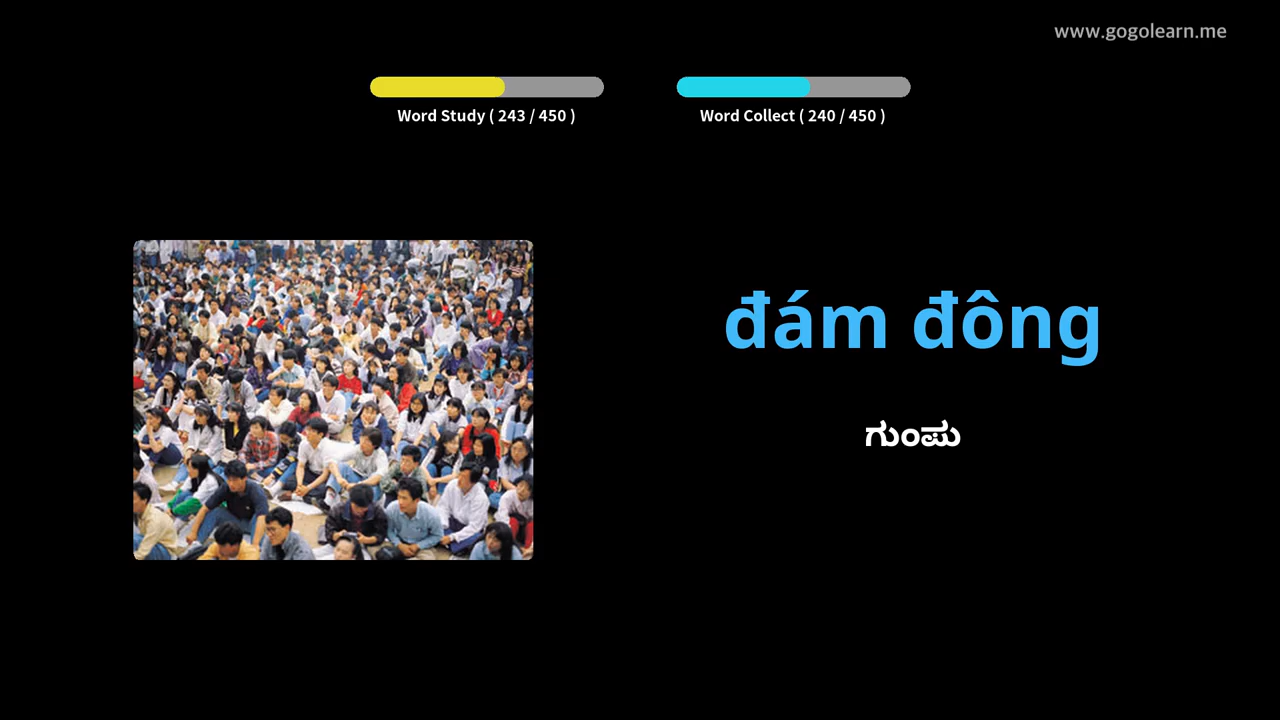 www.gogolearn.me
Word Study ( 243 / 450 )
Word Collect ( 240 / 450 )
đám đông
ಗುಂಪು